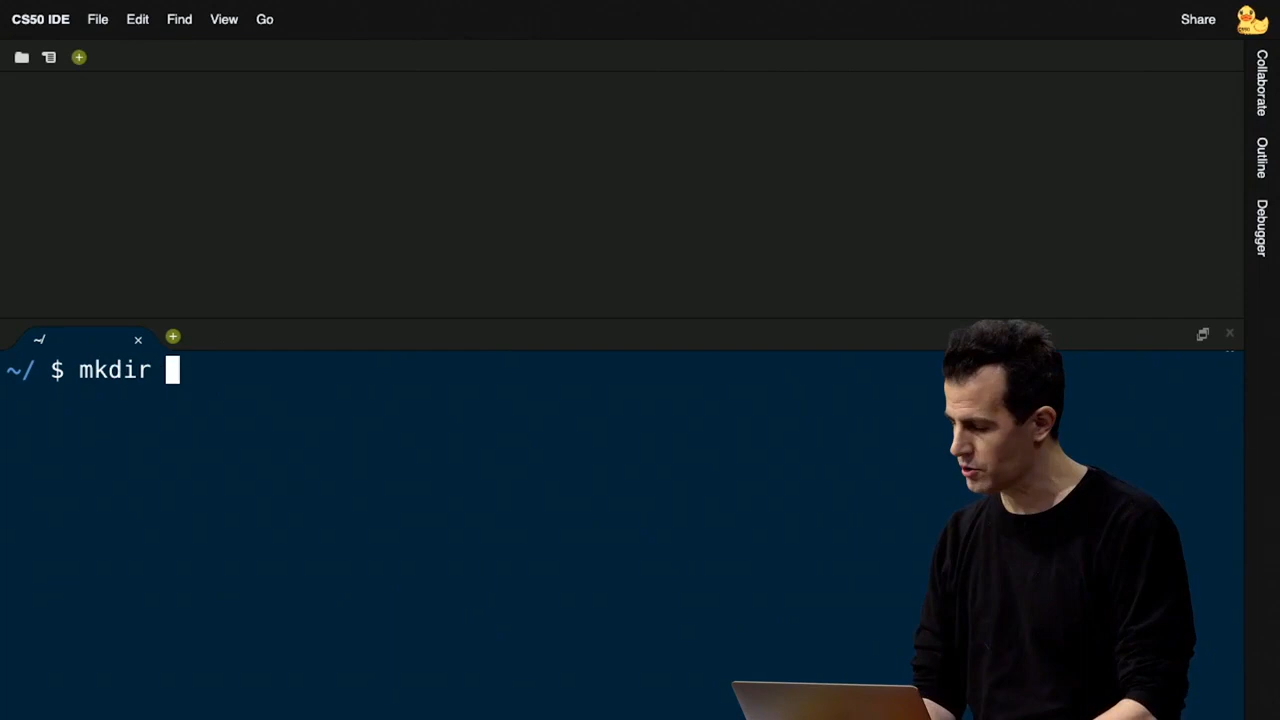 CS50 IDE File Edit Find View Go Share
Collaborate
Outline
Debugger
~/
~/ $ mkdir